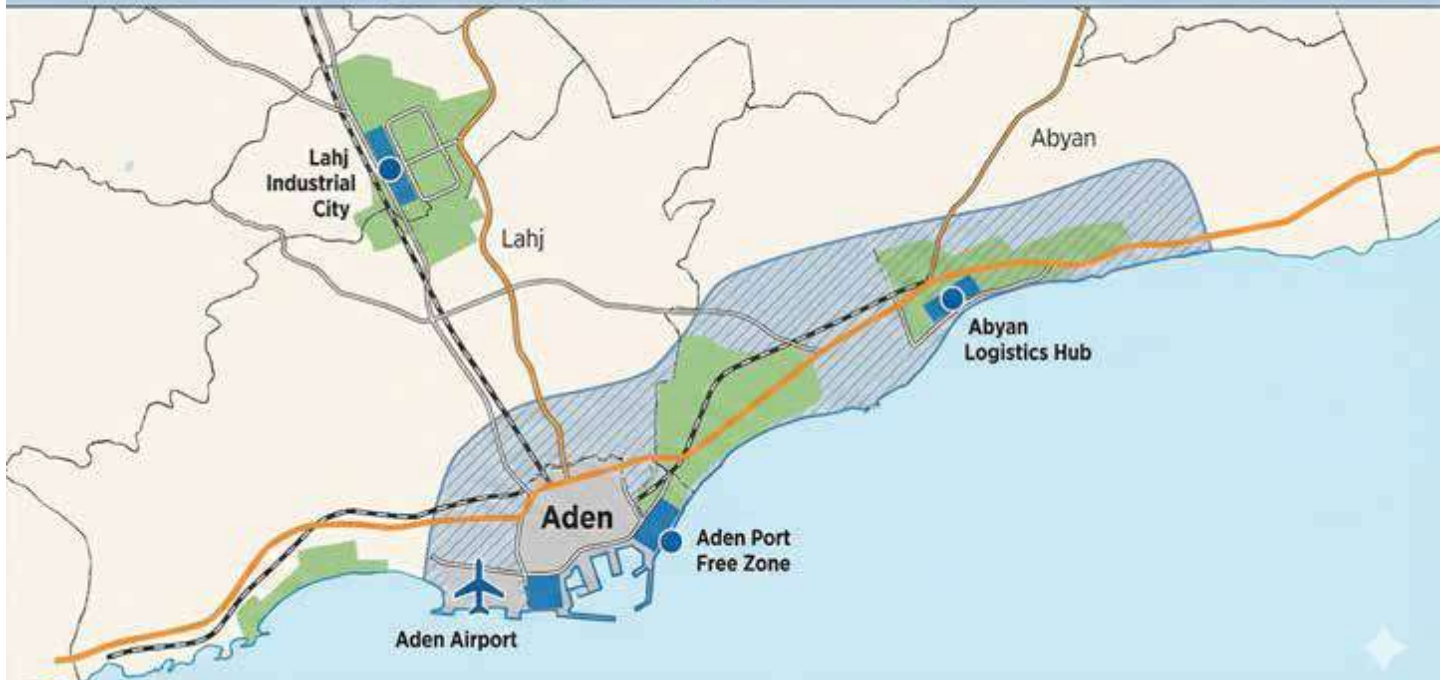 Abyan
Lahj
Industrial
City
Lahj
Abyan
Logistics Hub
Aden
Aden Port
Free Zone
Aden Airport